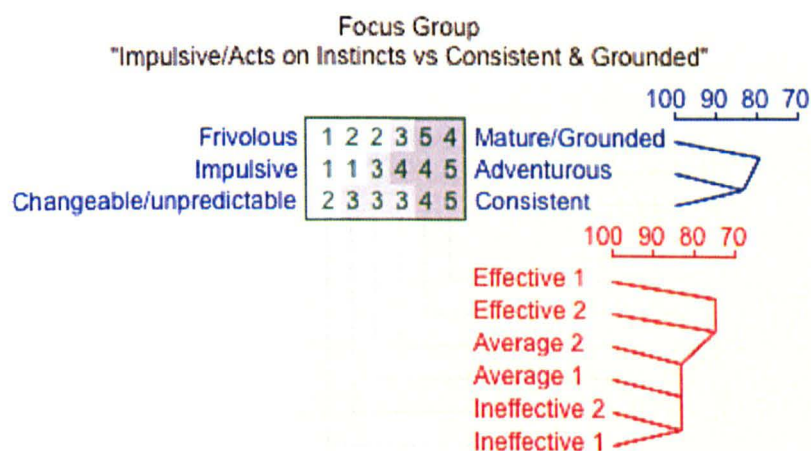 Focus Group
"Impulsive/Acts on Instincts vs Consistent & Grounded"
100 90 80 70
Frivolous 1 2 2 3 5 4 Mature/Grounded
Impulsive 1 1 3 4 4 5 Adventurous
Changeable/unpredictable 2 3 3 3 4 5 Consistent
100 90 80 70
Effective 1
Effective 2
Average 2
Average 1
Ineffective 2
Ineffective 1